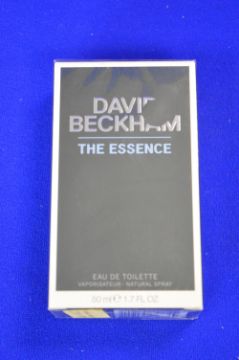 DAVID
BECKHAM
THE ESSENCE
EAU DE TOILETTE
VAPORISATEUR - NATURAL SPRAY
50 ml ℮ 1.7 FL.OZ.